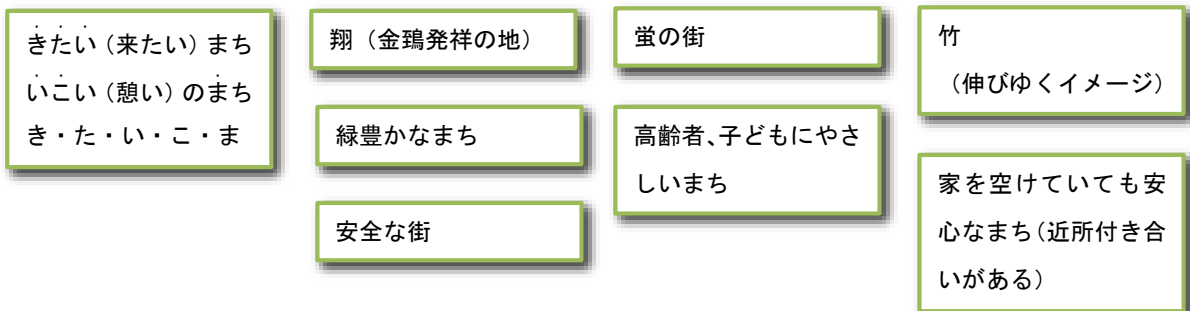 きたい（来たい）まち
いこい（憩い）のまち
き・た・い・こ・ま
翔（金鵄発祥の地）
緑豊かなまち
安全な街
蛍の街
高齢者、子どもにやさ
しいまち
竹
（伸びゆくイメージ）
家を空けていても安
心なまち（近所付き合
いがある）